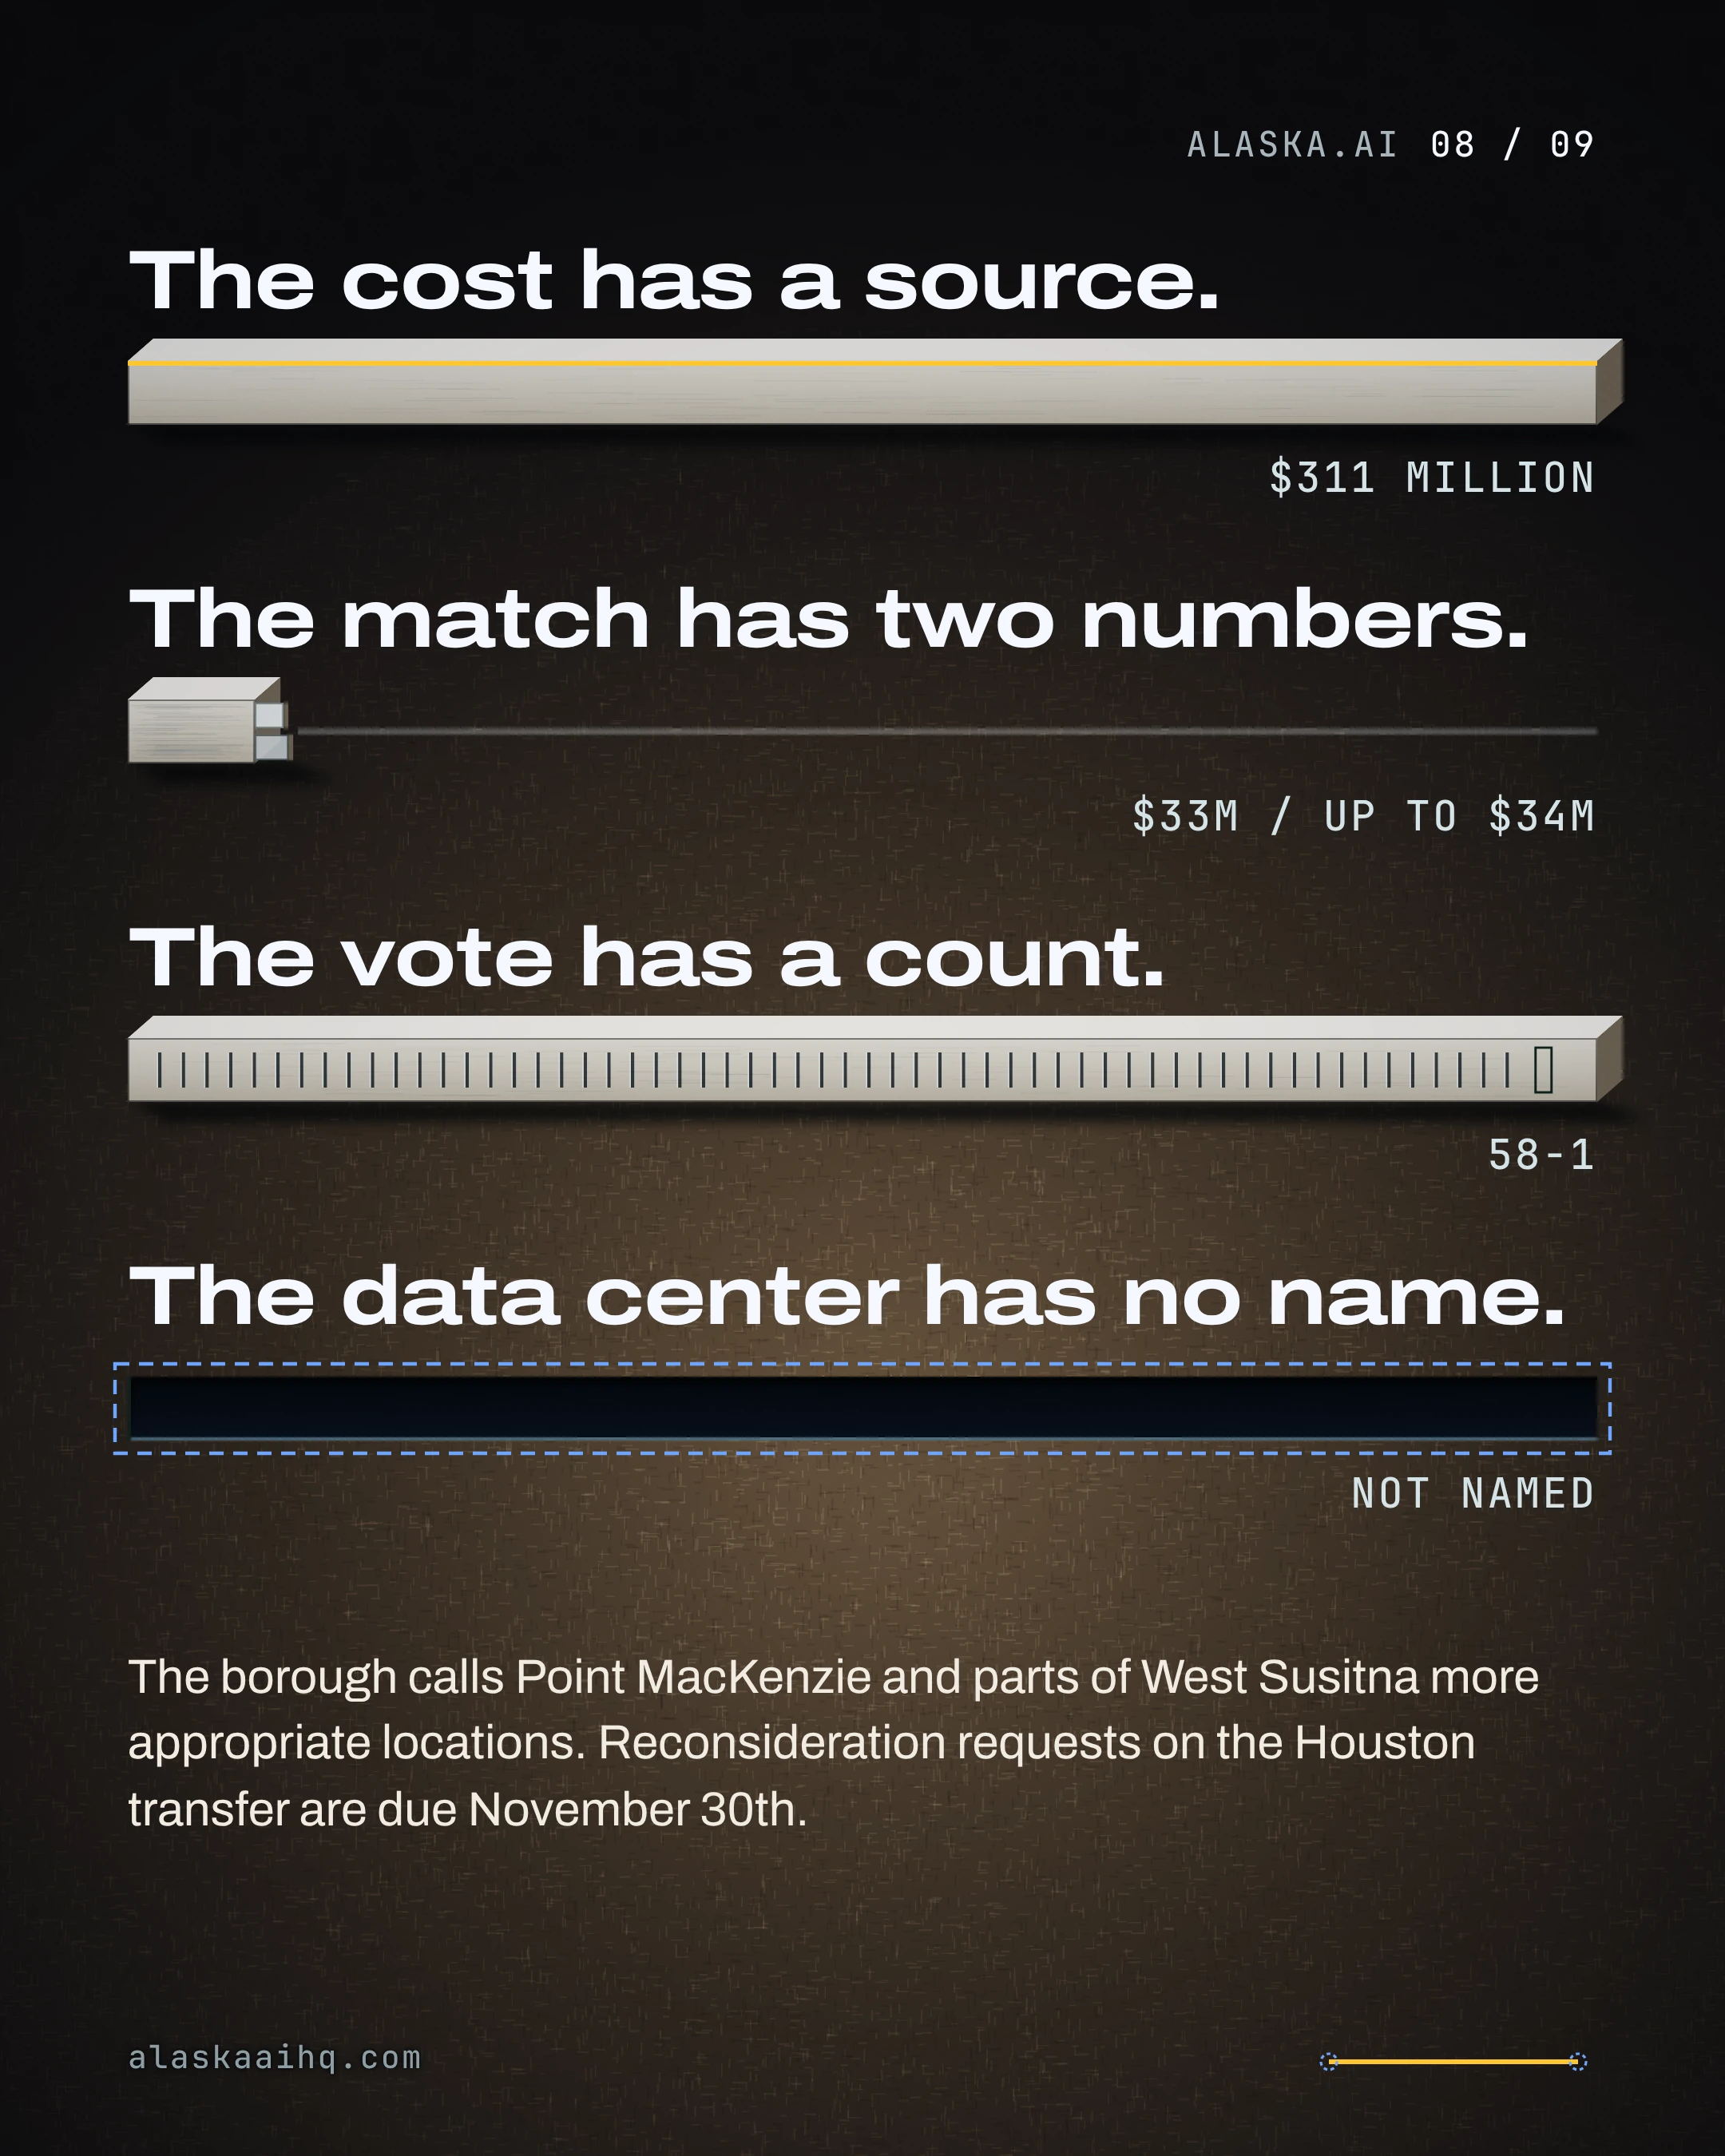 ALASKA.AI 08 / 09
The cost has a source.
$311 MILLION
The match has two numbers.
$33M / UP TO $34M
The vote has a count.
58-1
The data center has no name.
NOT NAMED
The borough calls Point MacKenzie and parts of West Susitna more
appropriate locations. Reconsideration requests on the Houston
transfer are due November 30th.
alaskaaihq.com